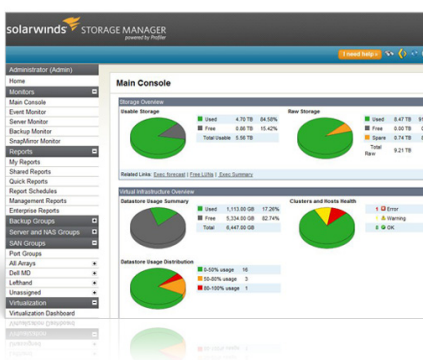 solarwinds STORAGE MANAGER
powered by Profiler
I need help
Administrator (Admin)
Home
Monitors
Main Console
Event Monitor
Server Monitor
Backup Monitor
SnapMirror Monitor
Reports
My Reports
Shared Reports
Quick Reports
Report Schedules
Management Reports
Enterprise Reports
Backup Groups
Server and NAS Groups
SAN Groups
Port Groups
All Arrays
Dell MD
Lefthand
Unassigned
Virtualization
Virtualization Dashboard
Main Console
Storage Overview
Usable Storage
Used 4.70 TB 84.58%
Free 0.86 TB 15.42%
Total Usable 5.56 TB
Raw Storage
Used 8.47 TB
Free 0.00 TB
Spare 0.74 TB
Total Raw 9.21 TB
Related Links: Exec forecast | Free LUNs | Exec Summary
Virtual Infrastructure Overview
Datastore Usage Summary
Used 1,113.00 GB 17.26%
Free 5,334.00 GB 82.74%
Total 6,447.00 GB
Clusters and Hosts Health
1 Error
1 Warning
8 OK
Datastore Usage Distribution
0-50% usage 16
50-80% usage 3
80-100% usage 1